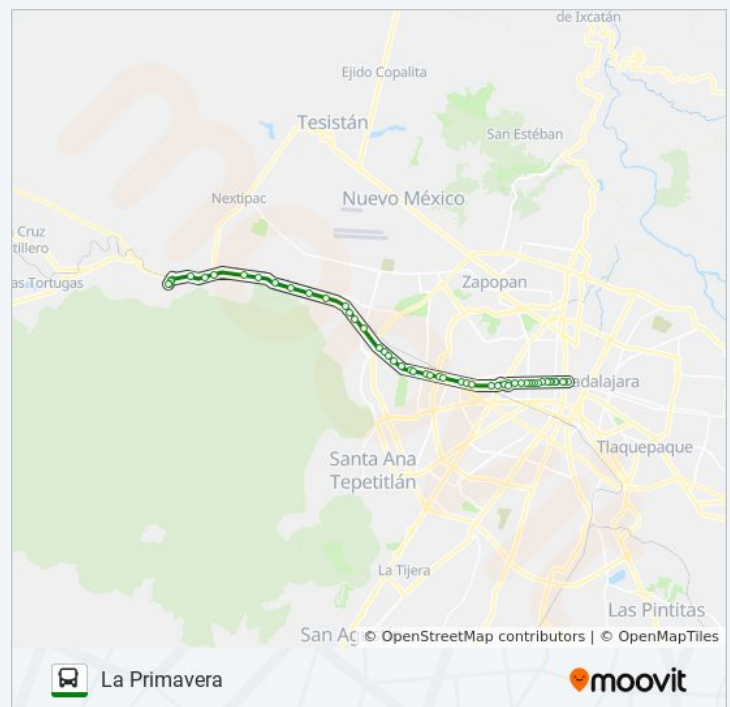 de Ixcatán
Ejido Copalita
Tesistán
San Estéban
Nextipac
Nuevo México
Cruz
tillero
as Tortugas
Zapopan
adalajara
Tlaquepaque
Santa Ana
Tepetitlán
La Tijera
Las Pintitas
San Ag
© OpenStreetMap contributors | © OpenMapTiles
La Primavera
moovit